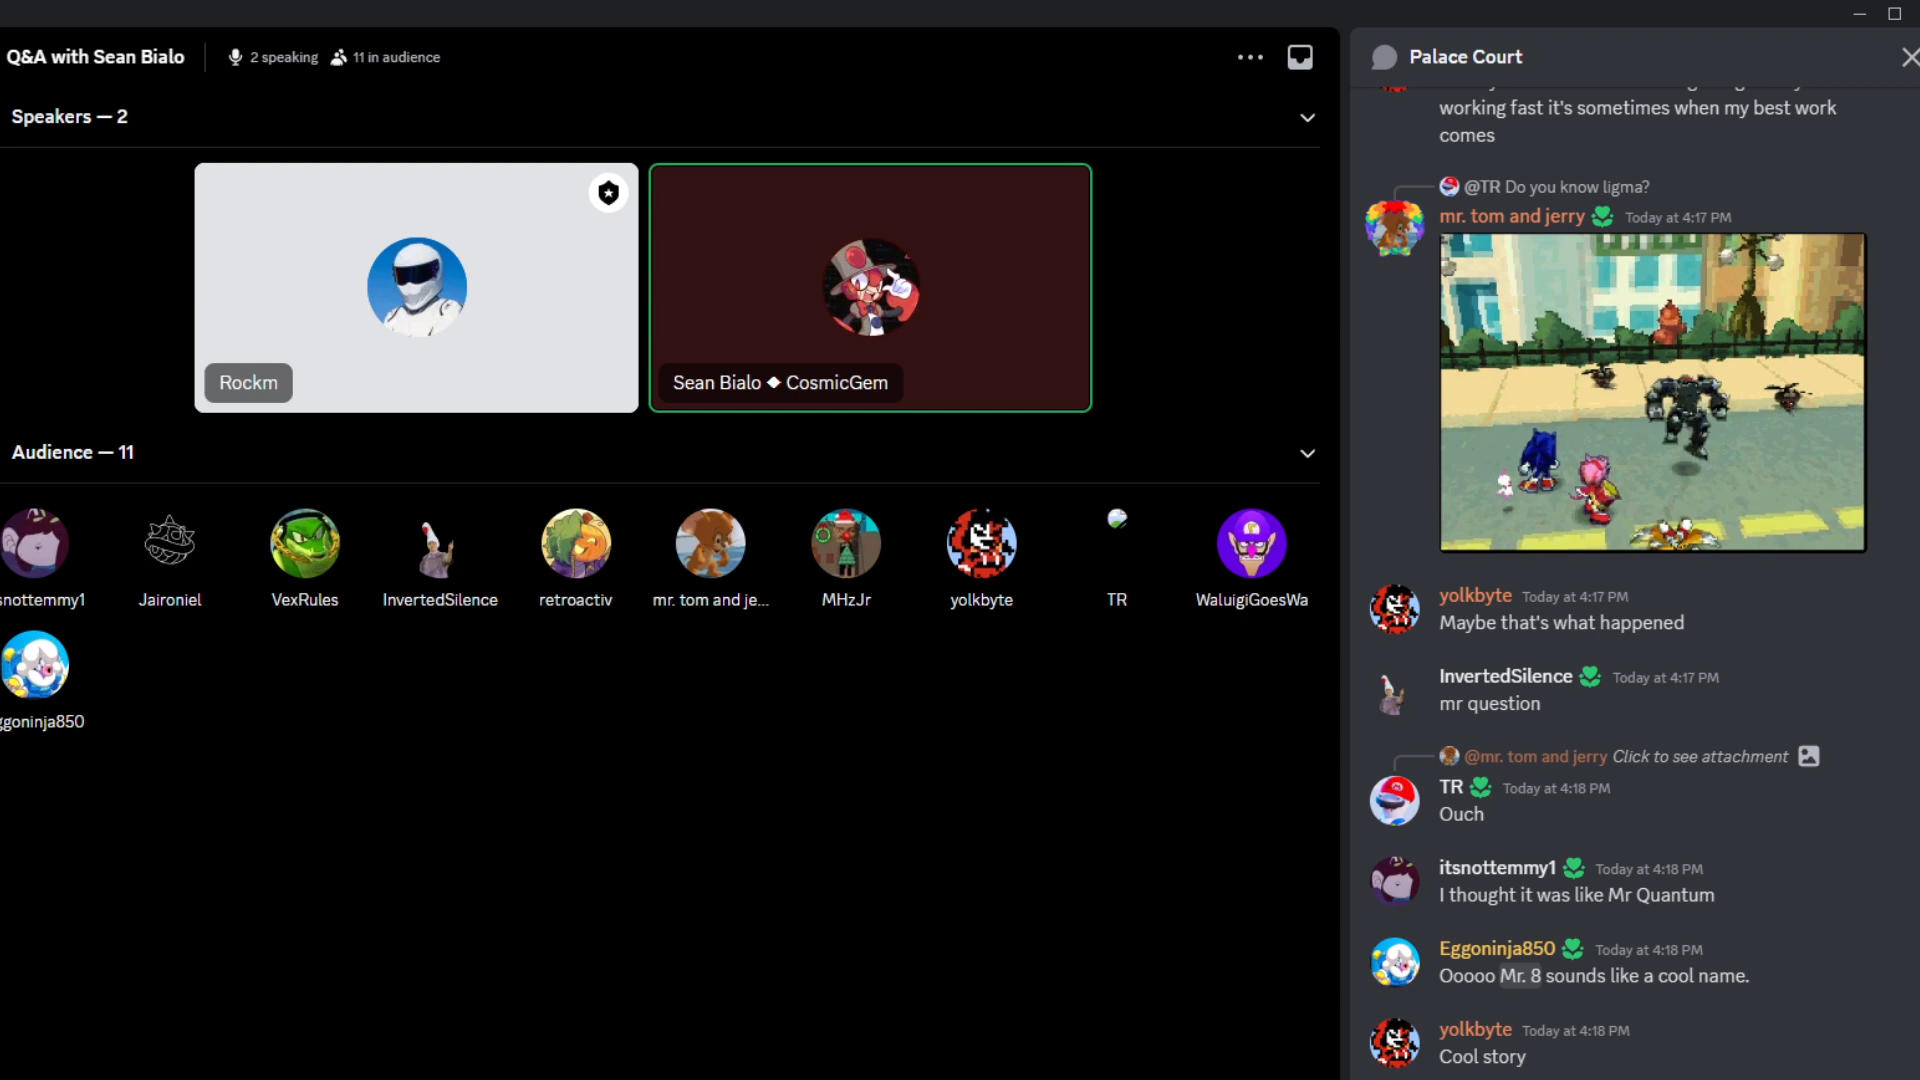 Q&A with Sean Bialo
2 speaking
11 in audience
Speakers — 2
Rockm
Sean Bialo ◆ CosmicGem
Audience — 11
snottemmy1
Jaironiel
VexRules
InvertedSilence
retroactiv
mr. tom and je...
MHzJr
yolkbyte
TR
WaluigiGoesWa
ggoninja850
Palace Court
working fast it's sometimes when my best work
comes
@TR Do you know ligma?
mr. tom and jerry Today at 4:17 PM
yolkbyte Today at 4:17 PM
Maybe that's what happened
InvertedSilence Today at 4:17 PM
mr question
@mr. tom and jerry Click to see attachment
TR Today at 4:18 PM
Ouch
itsnottemmy1 Today at 4:18 PM
I thought it was like Mr Quantum
Eggoninja850 Today at 4:18 PM
Ooooo Mr. 8 sounds like a cool name.
yolkbyte Today at 4:18 PM
Cool story